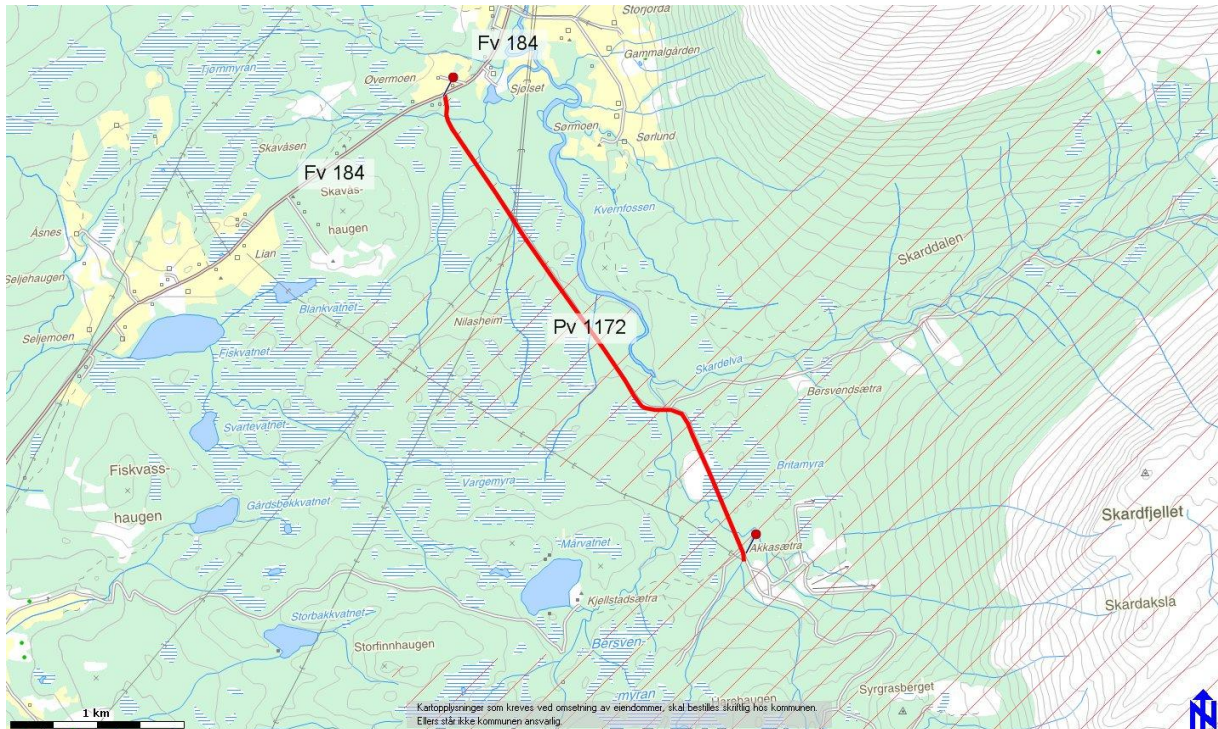 Storjorda
Fv 184
Gammalgården
Tjørnmyran
Overmoen
Sjølset
Sørmoen
Sørlund
Skavåsen
Fv 184
Skavås-
haugen
Kvernfossen
Åsnes
Lian
Skarddalen
Seljehaugen
Blankvatnet
Nilasheim
Pv 1172
Seljemoen
Fiskvatnet
Skardelva
Bersvendsætra
Svartevatnet
Fiskvass-
haugen
Vargemyra
Britamyra
Gårdsbekkvatnet
Skardfjellet
Mårvatnet
Akkasætra
Kjellstadsætra
Skardaksla
Storbakkvatnet
Storfinnhaugen
Bersven-
myran
Syrgrasberget
1 km
Kartopplysninger som kreves ved omsetning av eiendommer, skal bestilles skriftlig hos kommunen.
Ellers står ikke kommunen ansvarlig.
N